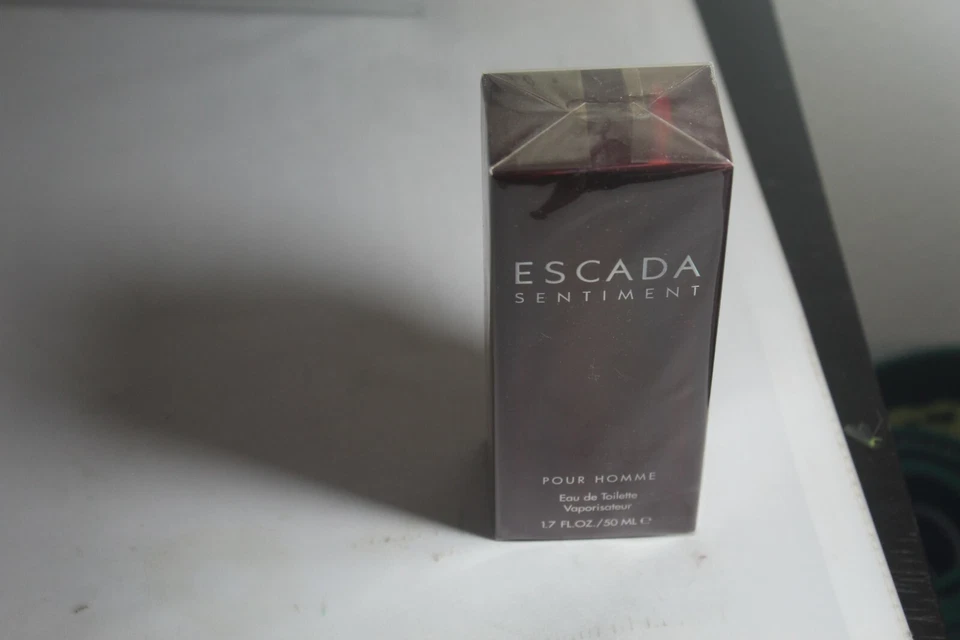 ESCADA
SENTIMENT
POUR HOMME
Eau de Toilette
Vaporisateur
1.7 FL.OZ./50 ML ℮